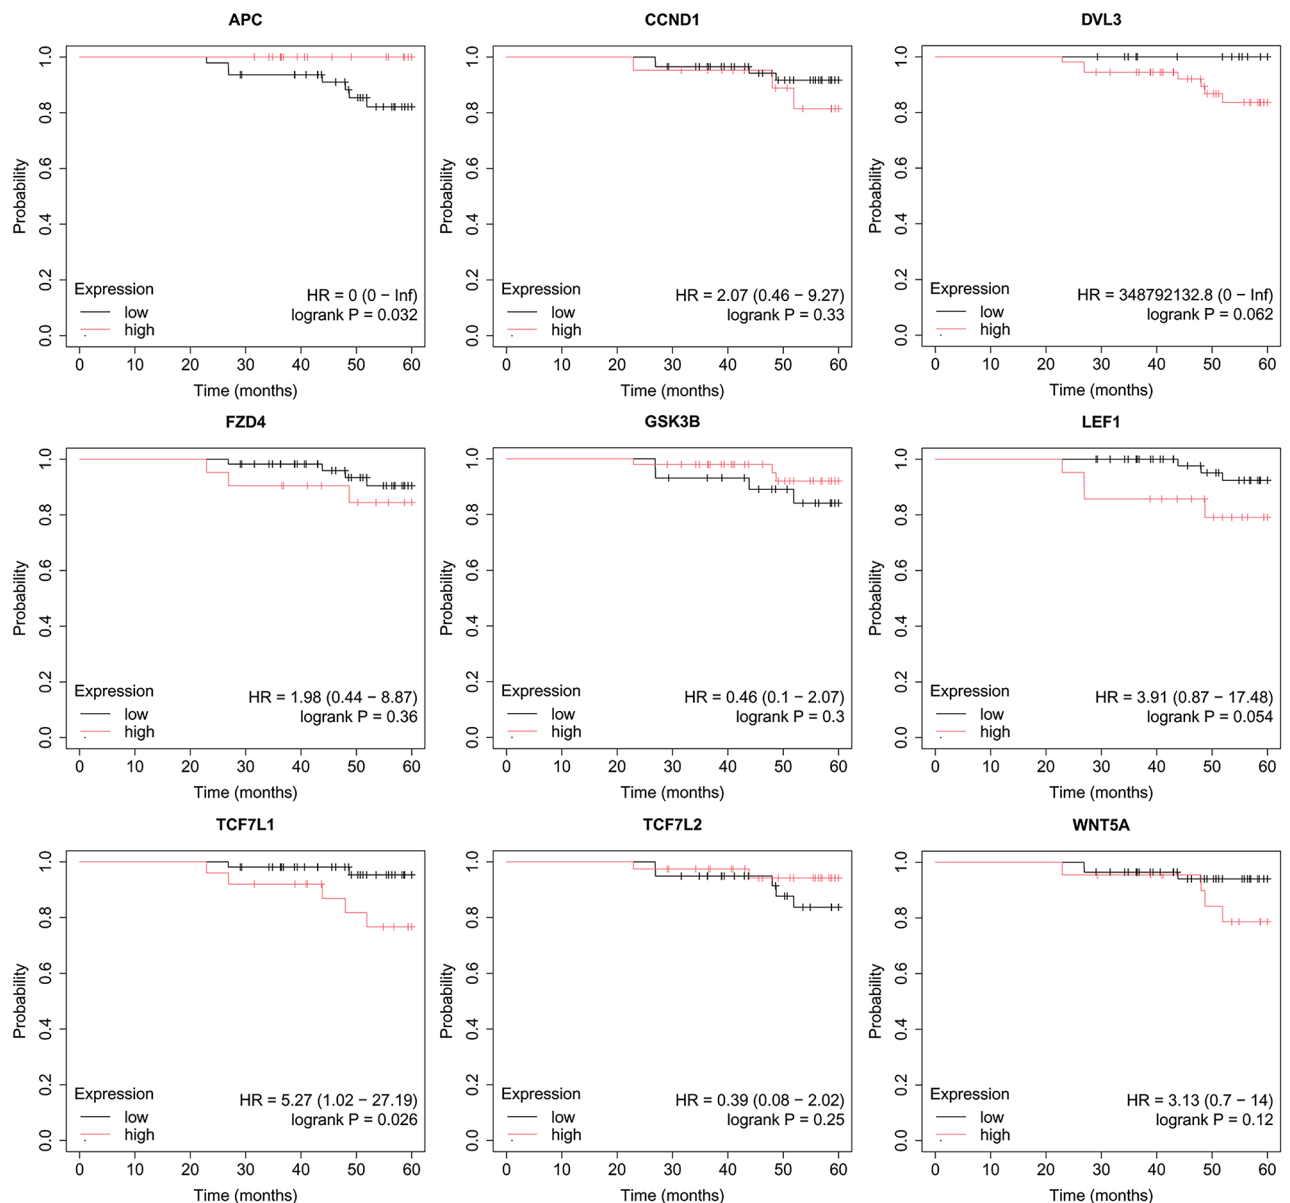 APC
Probability
0.0 0.2 0.4 0.6 0.8 1.0
Expression
low
high
HR = 0 (0 − Inf)
logrank P = 0.032
0 10 20 30 40 50 60
Time (months)
CCND1
Probability
0.0 0.2 0.4 0.6 0.8 1.0
Expression
low
high
HR = 2.07 (0.46 − 9.27)
logrank P = 0.33
0 10 20 30 40 50 60
Time (months)
DVL3
Probability
0.0 0.2 0.4 0.6 0.8 1.0
Expression
low
high
HR = 348792132.8 (0 − Inf)
logrank P = 0.062
0 10 20 30 40 50 60
Time (months)
FZD4
Probability
0.0 0.2 0.4 0.6 0.8 1.0
Expression
low
high
HR = 1.98 (0.44 − 8.87)
logrank P = 0.36
0 10 20 30 40 50 60
Time (months)
GSK3B
Probability
0.0 0.2 0.4 0.6 0.8 1.0
Expression
low
high
HR = 0.46 (0.1 − 2.07)
logrank P = 0.3
0 10 20 30 40 50 60
Time (months)
LEF1
Probability
0.0 0.2 0.4 0.6 0.8 1.0
Expression
low
high
HR = 3.91 (0.87 − 17.48)
logrank P = 0.054
0 10 20 30 40 50 60
Time (months)
TCF7L1
Probability
0.0 0.2 0.4 0.6 0.8 1.0
Expression
low
high
HR = 5.27 (1.02 − 27.19)
logrank P = 0.026
0 10 20 30 40 50 60
Time (months)
TCF7L2
Probability
0.0 0.2 0.4 0.6 0.8 1.0
Expression
low
high
HR = 0.39 (0.08 − 2.02)
logrank P = 0.25
0 10 20 30 40 50 60
Time (months)
WNT5A
Probability
0.0 0.2 0.4 0.6 0.8 1.0
Expression
low
high
HR = 3.13 (0.7 − 14)
logrank P = 0.12
0 10 20 30 40 50 60
Time (months)